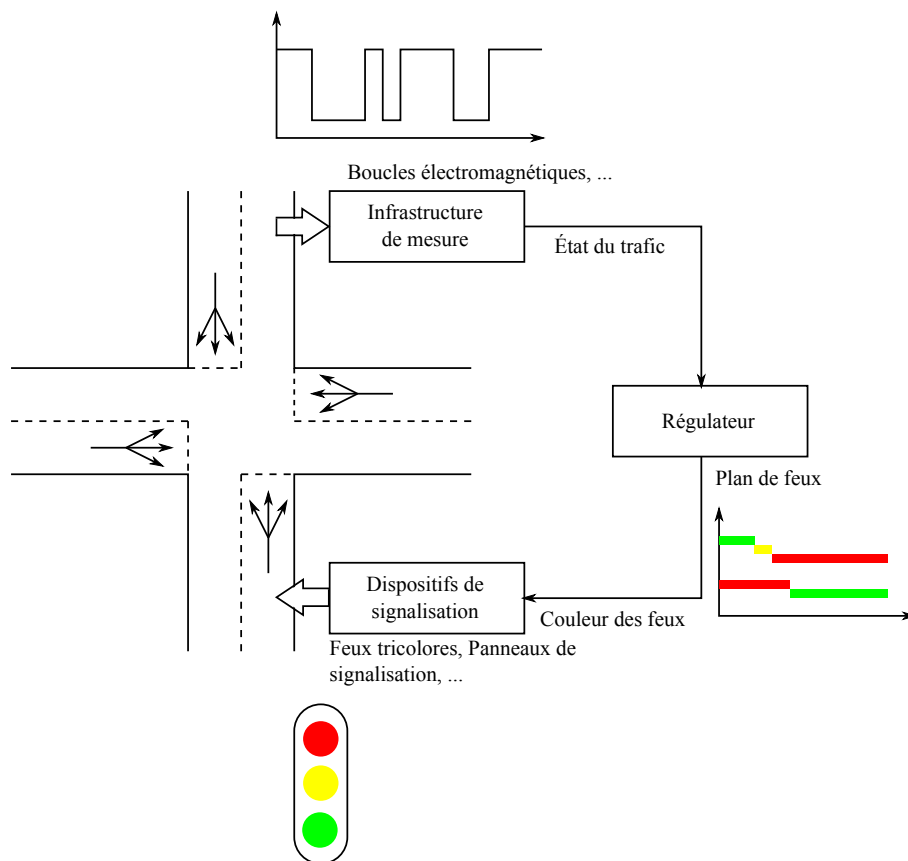 Boucles électromagnétiques, ...
Infrastructure
de mesure
État du trafic
Régulateur
Plan de feux
Dispositifs de
signalisation
Couleur des feux
Feux tricolores, Panneaux de
signalisation, ...